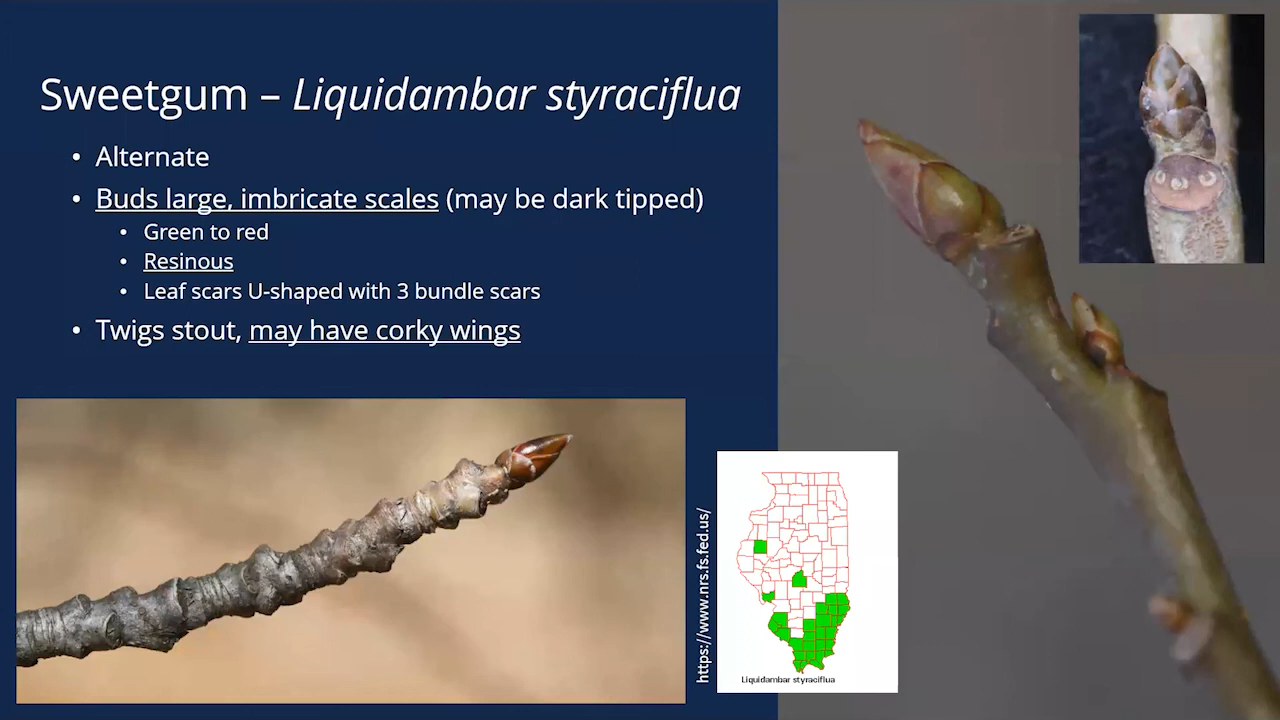 Sweetgum – Liquidambar styraciflua
• Alternate
• Buds large, imbricate scales (may be dark tipped)
• Green to red
• Resinous
• Leaf scars U-shaped with 3 bundle scars
• Twigs stout, may have corky wings
https://www.nrs.fs.fed.us/
Liquidambar styraciflua